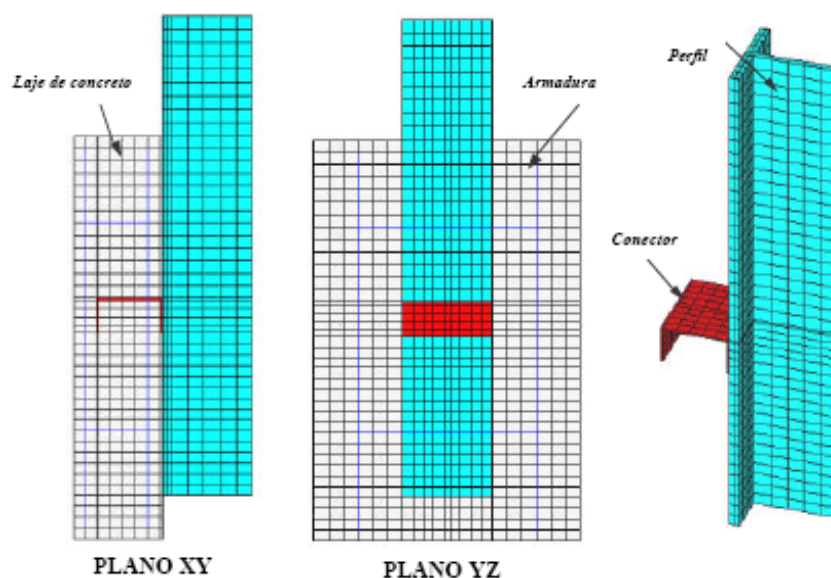 Laje de concreto
Armadura
Perfil
Conector
PLANO XY
PLANO YZ